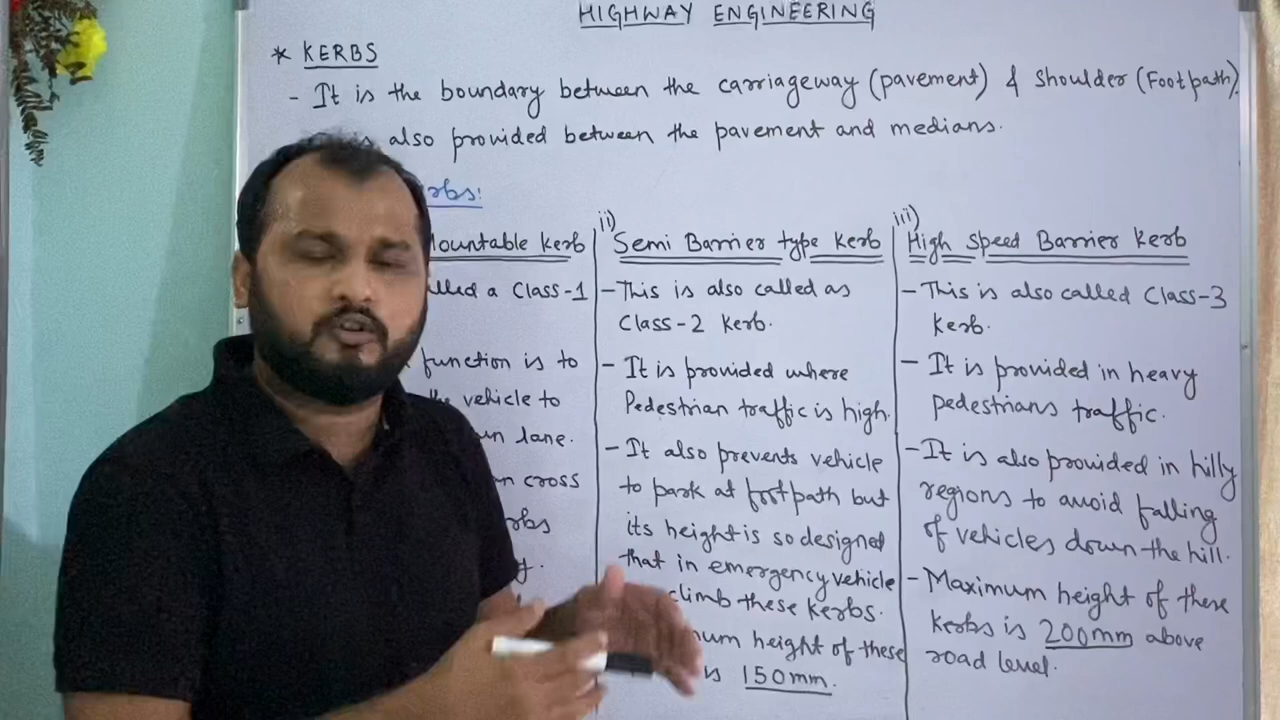 HIGHWAY ENGINEERING
* KERBS
- It is the boundary between the carriageway (pavement) & Shoulder (Footpath).
is also provided between the pavement and medians.
rbs:
Mountable Kerb
lled a Class-1
function is to
the vehicle to
wn lane.
n cross
rbs
y.
ii) Semi Barrier type Kerb
- This is also called as
Class-2 Kerb.
- It is provided where
Pedestrian traffic is high.
- It also prevents vehicle
to park at footpath but
its height is so designed
that in emergency vehicle
climb these Kerbs.
num height of these
is 150mm.
iii) High Speed Barrier Kerb
- This is also called Class-3
Kerb.
- It is provided in heavy
pedestrians traffic.
- It is also provided in hilly
regions to avoid falling
of vehicles down the hill.
- Maximum height of these
Kerbs is 200mm above
road level.